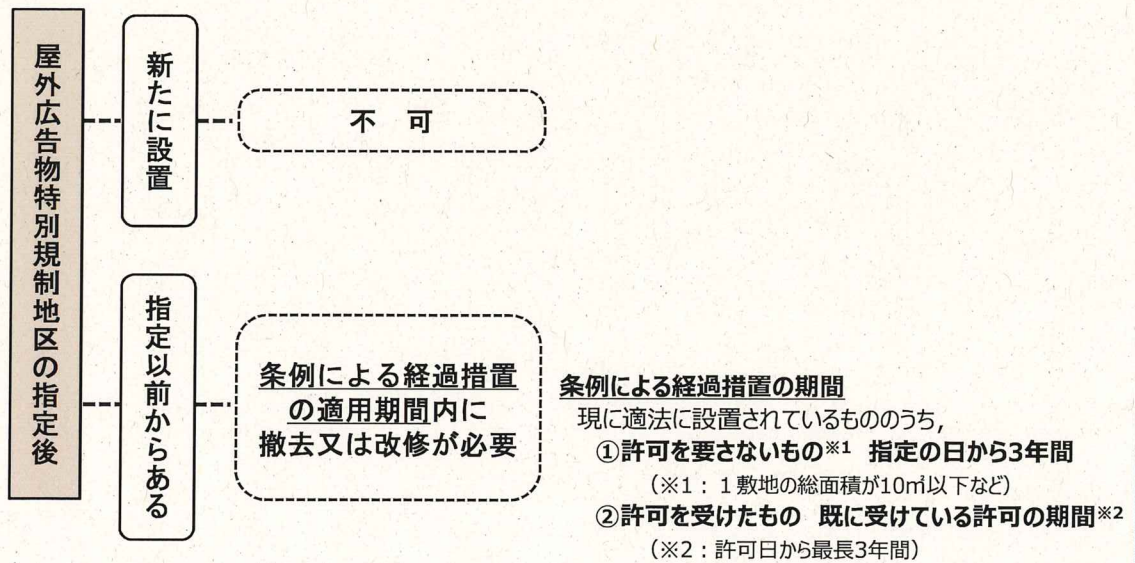 屋外広告物特別規制地区の指定後
新たに設置
不 可
指定以前からある
条例による経過措置
の適用期間内に
撤去又は改修が必要
条例による経過措置の期間
現に適法に設置されているもののうち,
①許可を要さないもの※1 指定の日から3年間
（※1：１敷地の総面積が10㎡以下など）
②許可を受けたもの 既に受けている許可の期間※2
（※2：許可日から最長3年間）